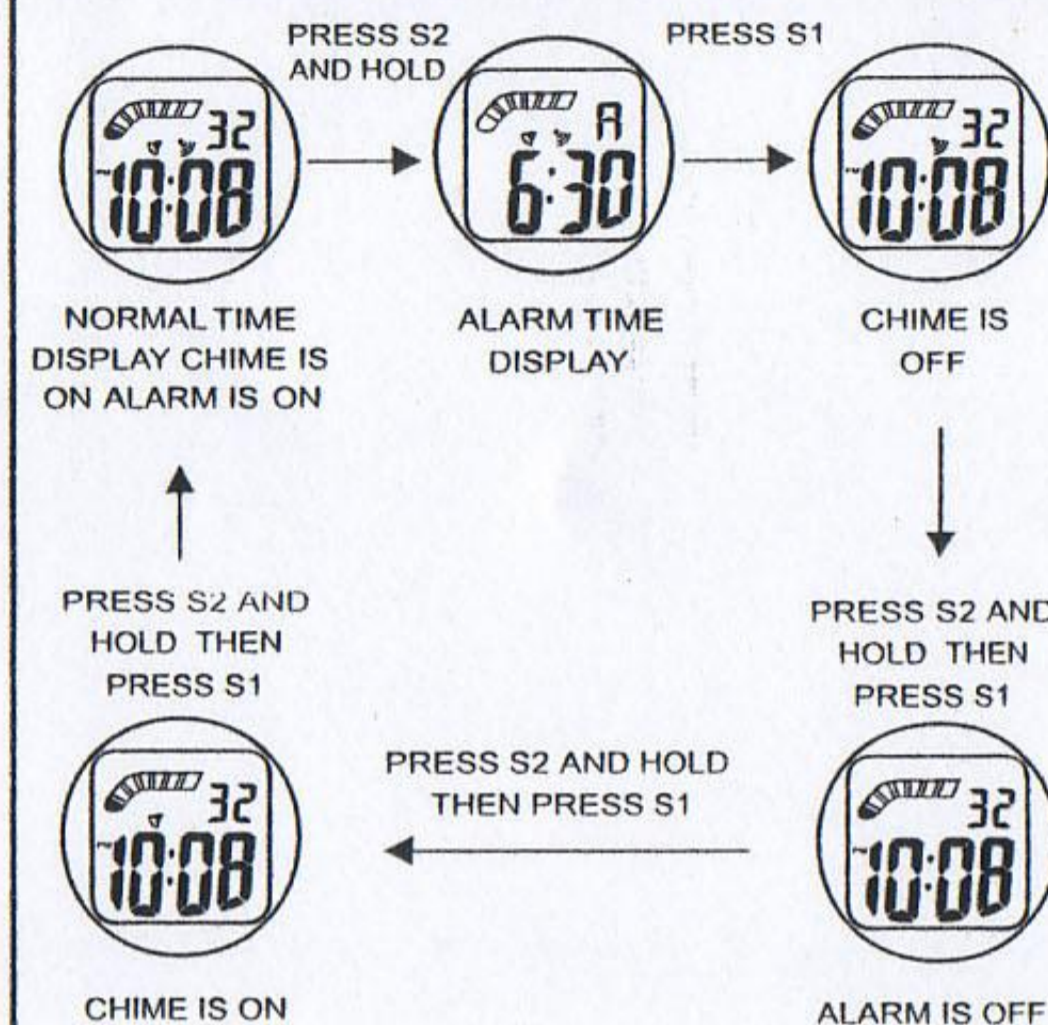 PRESS S2
AND HOLD
PRESS S1
32
10:08
A
6:30
32
10:08
NORMAL TIME
DISPLAY CHIME IS
ON ALARM IS ON
ALARM TIME
DISPLAY
CHIME IS
OFF
PRESS S2 AND
HOLD THEN
PRESS S1
PRESS S2 AND
HOLD THEN
PRESS S1
PRESS S2 AND HOLD
THEN PRESS S1
32
10:08
32
10:08
CHIME IS ON
ALARM IS OFF